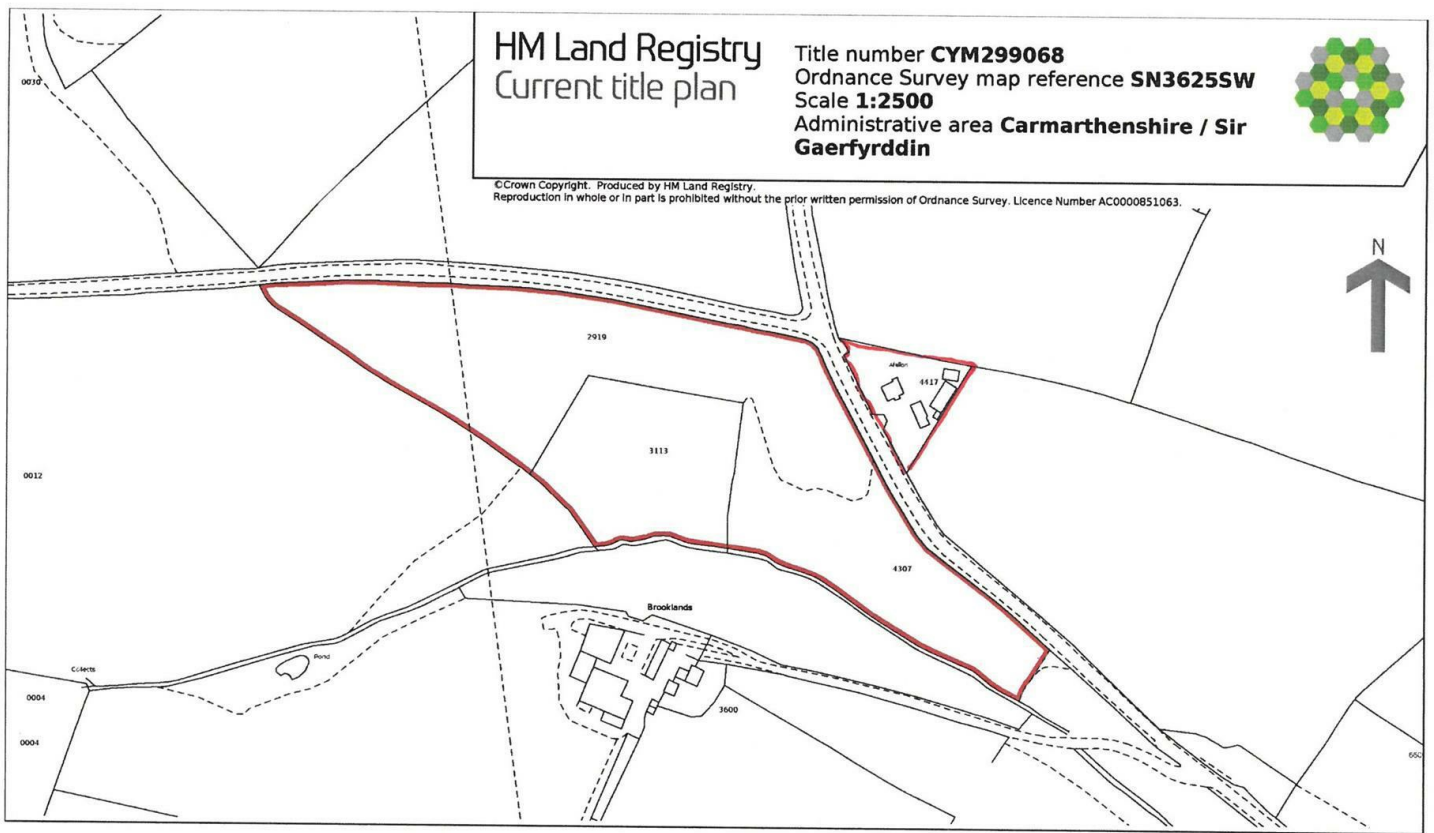 HM Land Registry
Current title plan
Title number CYM299068
Ordnance Survey map reference SN3625SW
Scale 1:2500
Administrative area Carmarthenshire / Sir
Gaerfyrddin
©Crown Copyright. Produced by HM Land Registry.
Reproduction in whole or in part is prohibited without the prior written permission of Ordnance Survey. Licence Number AC0000851063.
N
0030
2919
4417
3113
0012
4307
Brooklands
Pond
Collects
0004
3600
0004